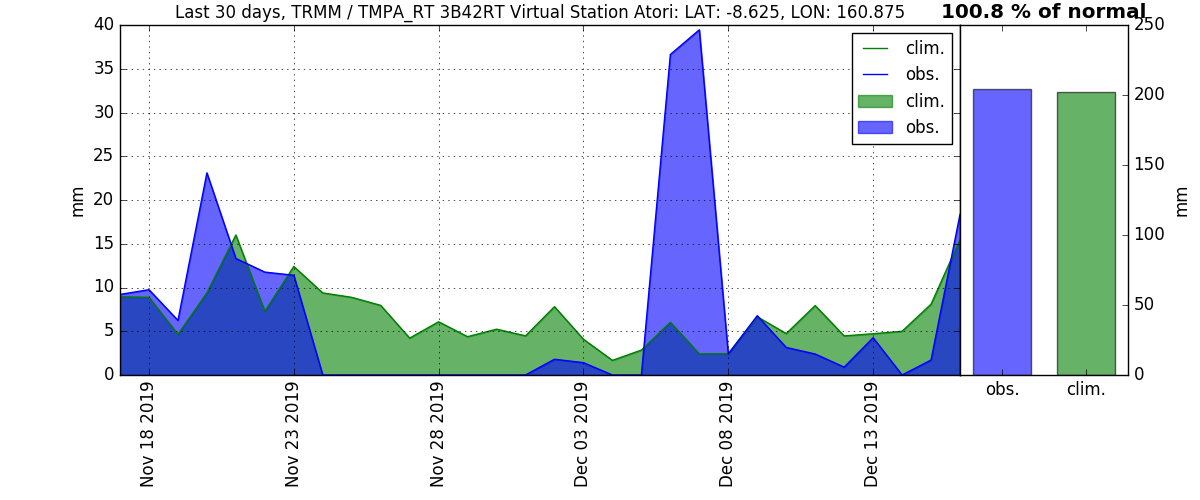 Last 30 days, TRMM / TMPA_RT 3B42RT Virtual Station Atori: LAT: -8.625, LON: 160.875
100.8 % of normal
40
35
30
25
20
15
10
5
0
mm
clim.
obs.
clim.
obs.
Nov 18 2019
Nov 23 2019
Nov 28 2019
Dec 03 2019
Dec 08 2019
Dec 13 2019
250
200
150
100
50
0
mm
obs.
clim.